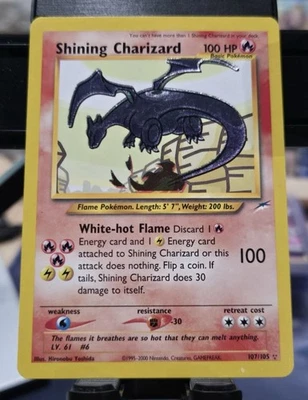 You can't have more than 1 Shining Charizard in your deck.
Shining Charizard 100 HP
Basic Pokémon
Flame Pokémon. Length: 5' 7", Weight: 200 lbs.
White-hot Flame Discard 1
Energy card and 1 Energy card
attached to Shining Charizard or this
attack does nothing. Flip a coin. If
tails, Shining Charizard does 30
damage to itself.
100
weakness resistance retreat cost
-30
The flames it breathes are so hot that they can melt anything.
LV. 61 #6
Illus. Hironobu Yoshida
©1995, 2000 Nintendo, Creatures, GAMEFREAK.
107/105